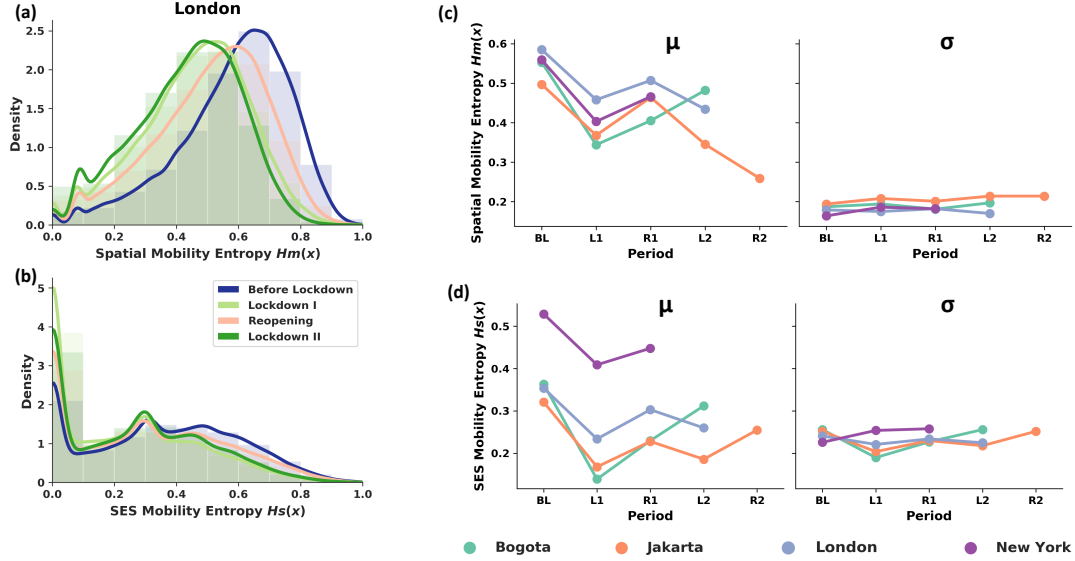 (a)
London
2.5
2.0
1.5
1.0
0.5
0.0
Density
0.0 0.2 0.4 0.6 0.8 1.0
Spatial Mobility Entropy Hm(x)
(b)
5
4
3
2
1
0
Density
Before Lockdown
Lockdown I
Reopening
Lockdown II
0.0 0.2 0.4 0.6 0.8 1.0
SES Mobility Entropy Hs(x)
(c)
μ
σ
0.6
0.5
0.4
0.3
0.2
Spatial Mobility Entropy Hm(x)
BL L1 R1 L2 R2
Period
BL L1 R1 L2 R2
Period
(d)
μ
σ
0.5
0.4
0.3
0.2
SES Mobility Entropy Hs(x)
BL L1 R1 L2 R2
Period
BL L1 R1 L2 R2
Period
Bogota Jakarta London New York